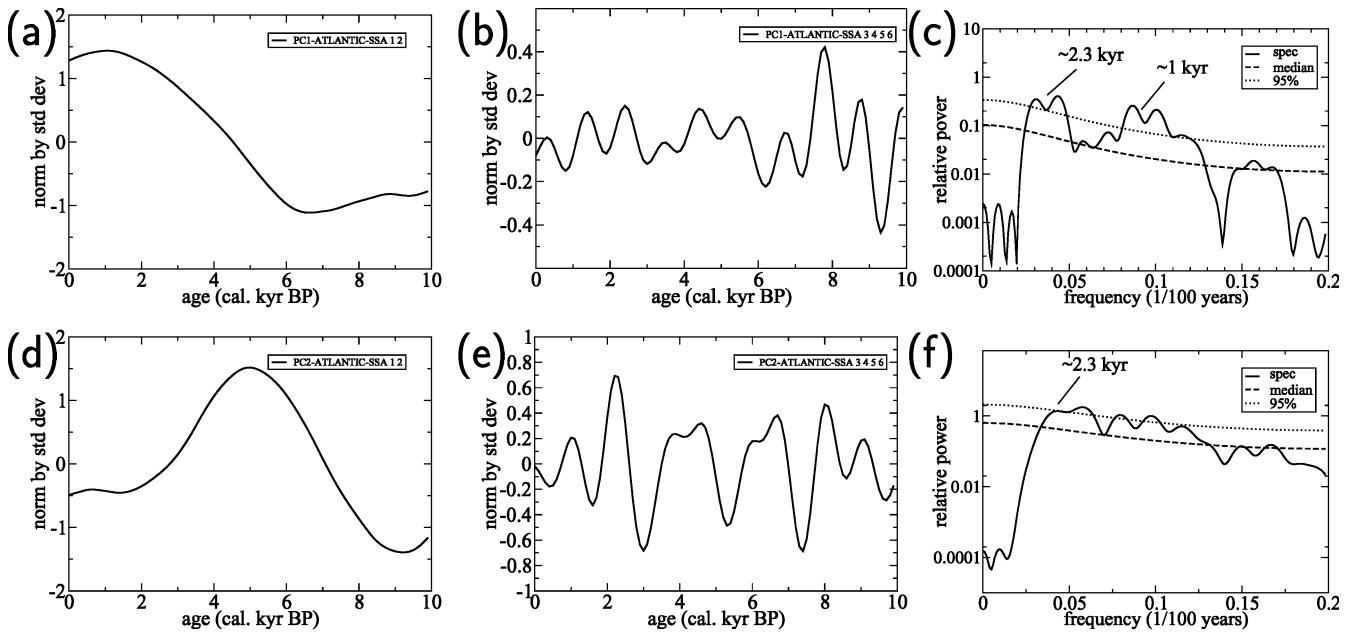 (a)
PC1-ATLANTIC-SSA 1 2
norm by std dev
2
1
0
-1
-2
0 2 4 6 8 10
age (cal. kyr BP)
(b)
PC1-ATLANTIC-SSA 3 4 5 6
norm by std dev
0.4
0.2
0
-0.2
-0.4
0 2 4 6 8 10
age (cal. kyr BP)
(c)
~2.3 kyr
~1 kyr
spec
median
95%
relative power
10
1
0.1
0.01
0.001
0.0001
0 0.05 0.1 0.15 0.2
frequency (1/100 years)
(d)
PC2-ATLANTIC-SSA 1 2
norm by std dev
2
1
0
-1
-2
0 2 4 6 8 10
age (cal. kyr BP)
(e)
PC2-ATLANTIC-SSA 3 4 5 6
norm by std dev
1
0.8
0.6
0.4
0.2
0
-0.2
-0.4
-0.6
-0.8
-1
0 2 4 6 8 10
age (cal. kyr BP)
(f)
~2.3 kyr
spec
median
95%
relative power
1
0.01
0.0001
0 0.05 0.1 0.15 0.2
frequency (1/100 years)